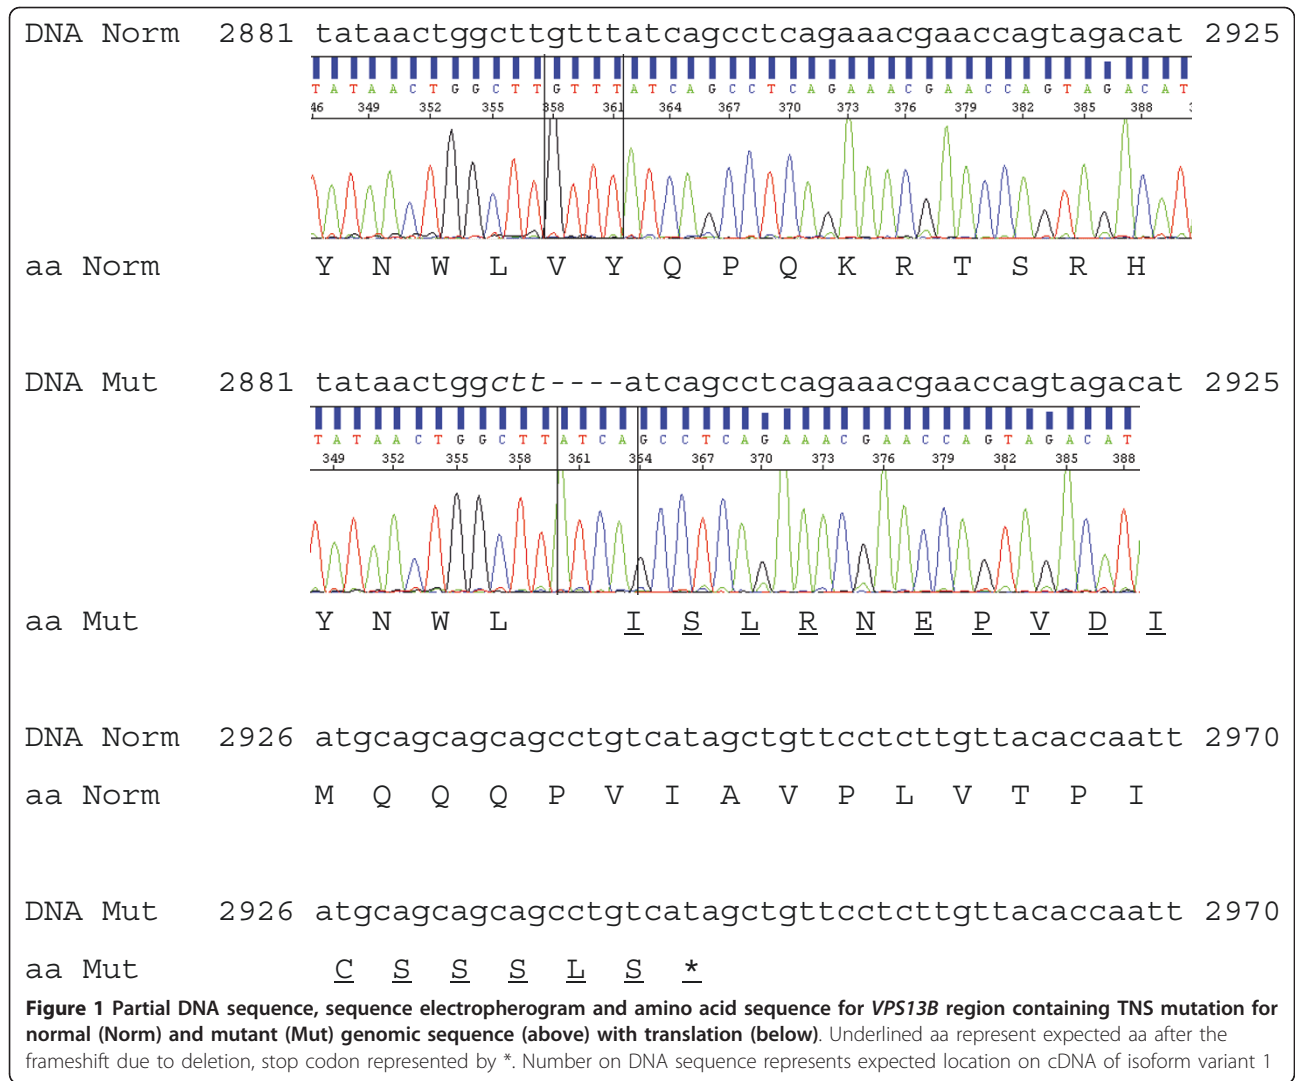 DNA Norm 2881 tataactggcttgtttatcagcctcagaaacgaaccagtagacat 2925
T A T A A C T G G C T T G T T T A T C A G C C T C A G A A A C G A A C C A G T A G A C A T
46 349 352 355 358 361 364 367 370 373 376 379 382 385 388
aa Norm Y N W L V Y Q P Q K R T S R H
DNA Mut 2881 tataactggctt----atcagcctcagaaacgaaccagtagacat 2925
T A T A A C T G G C T T A T C A G C C T C A G A A A C G A A C C A G T A G A C A T
349 352 355 358 361 364 367 370 373 376 379 382 385 388
aa Mut Y N W L I S L R N E P V D I
DNA Norm 2926 atgcagcagcagcctgtcatagctgttcctcttgttacaccaatt 2970
aa Norm M Q Q Q P V I A V P L V T P I
DNA Mut 2926 atgcagcagcagcctgtcatagctgttcctcttgttacaccaatt 2970
aa Mut C S S S L S *
Figure 1 Partial DNA sequence, sequence electropherogram and amino acid sequence for VPS13B region containing TNS mutation for
normal (Norm) and mutant (Mut) genomic sequence (above) with translation (below). Underlined aa represent expected aa after the
frameshift due to deletion, stop codon represented by *. Number on DNA sequence represents expected location on cDNA of isoform variant 1